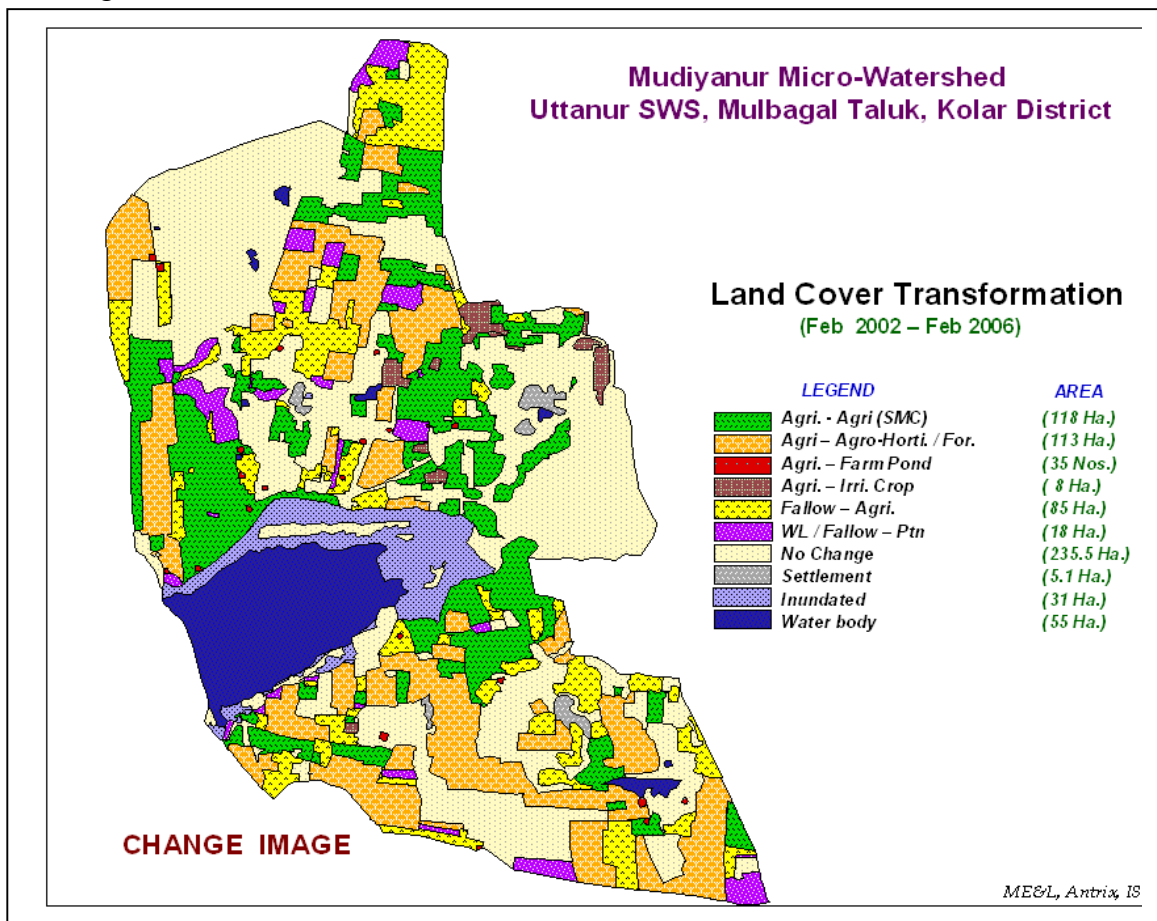 Mudiyanur Micro-Watershed
Uttanur SWS, Mulbagal Taluk, Kolar District
Land Cover Transformation
(Feb 2002 – Feb 2006)
LEGEND AREA
Agri. - Agri (SMC) (118 Ha.)
Agri – Agro-Horti. / For. (113 Ha.)
Agri. – Farm Pond (35 Nos.)
Agri. – Irri. Crop ( 8 Ha.)
Fallow – Agri. (85 Ha.)
WL / Fallow – Ptn (18 Ha.)
No Change (235.5 Ha.)
Settlement (5.1 Ha.)
Inundated (31 Ha.)
Water body (55 Ha.)
CHANGE IMAGE
ME&L, Antrix, IS